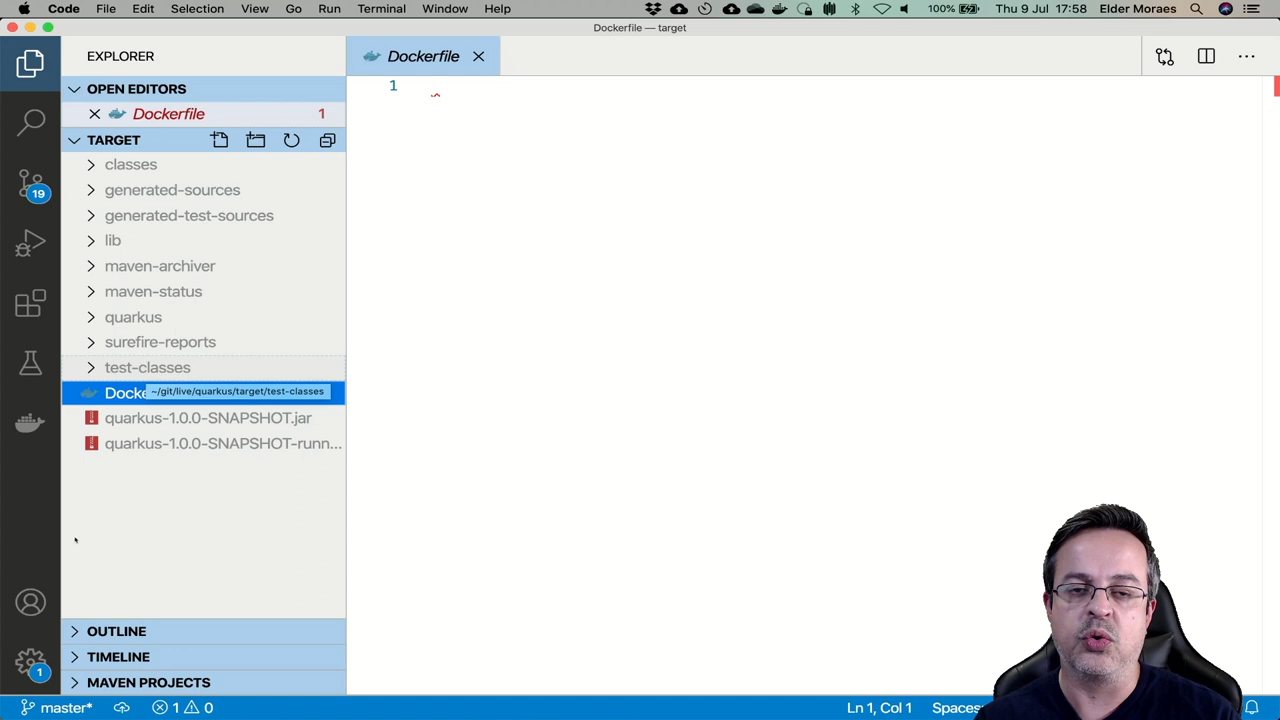 Code File Edit Selection View Go Run Terminal Window Help 100% Thu 9 Jul 17:58 Elder Moraes
Dockerfile — target
EXPLORER
Dockerfile
OPEN EDITORS
Dockerfile 1
1
TARGET
classes
generated-sources
19
generated-test-sources
lib
maven-archiver
maven-status
quarkus
surefire-reports
test-classes
Docke
~/git/live/quarkus/target/test-classes
quarkus-1.0.0-SNAPSHOT.jar
quarkus-1.0.0-SNAPSHOT-runn...
OUTLINE
TIMELINE
1
MAVEN PROJECTS
master* 1 0 Ln 1, Col 1 Spaces